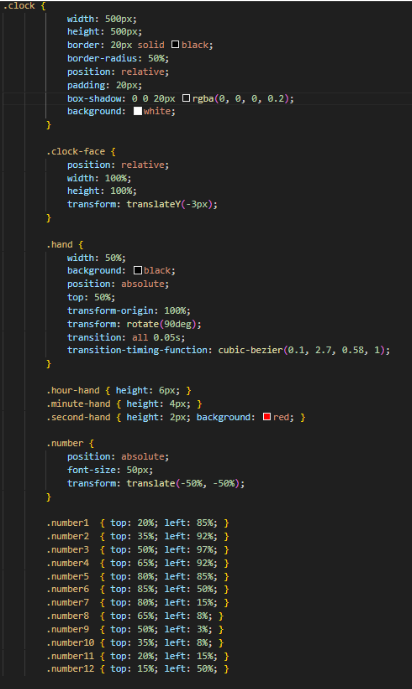 .clock {
width: 500px;
height: 500px;
border: 20px solid black;
border-radius: 50%;
position: relative;
padding: 20px;
box-shadow: 0 0 20px rgba(0, 0, 0, 0.2);
background: white;
}
.clock-face {
position: relative;
width: 100%;
height: 100%;
transform: translateY(-3px);
}
.hand {
width: 50%;
background: black;
position: absolute;
top: 50%;
transform-origin: 100%;
transform: rotate(90deg);
transition: all 0.05s;
transition-timing-function: cubic-bezier(0.1, 2.7, 0.58, 1);
}
.hour-hand { height: 6px; }
.minute-hand { height: 4px; }
.second-hand { height: 2px; background: red; }
.number {
position: absolute;
font-size: 50px;
transform: translate(-50%, -50%);
}
.number1 { top: 20%; left: 85%; }
.number2 { top: 35%; left: 92%; }
.number3 { top: 50%; left: 97%; }
.number4 { top: 65%; left: 92%; }
.number5 { top: 80%; left: 85%; }
.number6 { top: 85%; left: 50%; }
.number7 { top: 80%; left: 15%; }
.number8 { top: 65%; left: 8%; }
.number9 { top: 50%; left: 3%; }
.number10 { top: 35%; left: 8%; }
.number11 { top: 20%; left: 15%; }
.number12 { top: 15%; left: 50%; }